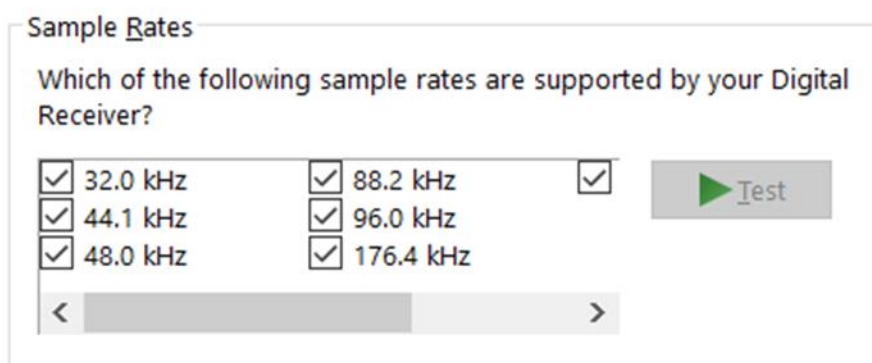 Sample Rates
Which of the following sample rates are supported by your Digital
Receiver?
32.0 kHz 88.2 kHz
44.1 kHz 96.0 kHz
48.0 kHz 176.4 kHz
Test